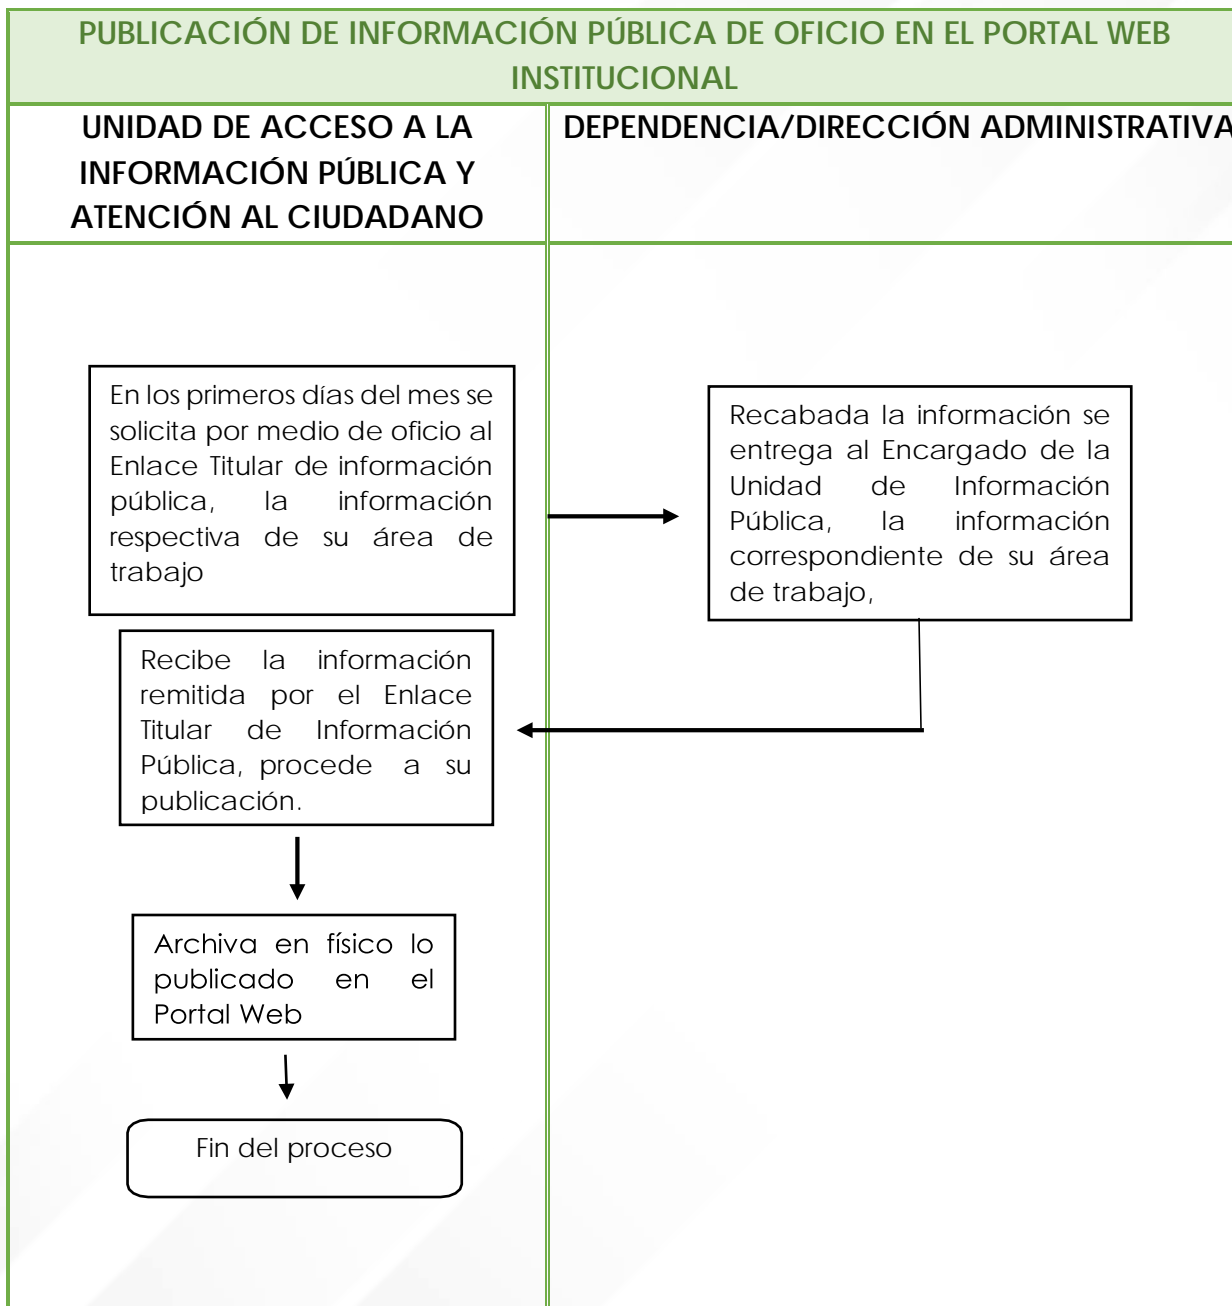 PUBLICACIÓN DE INFORMACIÓN PÚBLICA DE OFICIO EN EL PORTAL WEB
INSTITUCIONAL
UNIDAD DE ACCESO A LA
INFORMACIÓN PÚBLICA Y
ATENCIÓN AL CIUDADANO
DEPENDENCIA/DIRECCIÓN ADMINISTRATIVA
En los primeros días del mes se
solicita por medio de oficio al
Enlace Titular de información
pública, la información
respectiva de su área de
trabajo
Recabada la información se
entrega al Encargado de la
Unidad de Información
Pública, la información
correspondiente de su área
de trabajo,
Recibe la información
remitida por el Enlace
Titular de Información
Pública, procede a su
publicación.
Archiva en físico lo
publicado en el
Portal Web
Fin del proceso